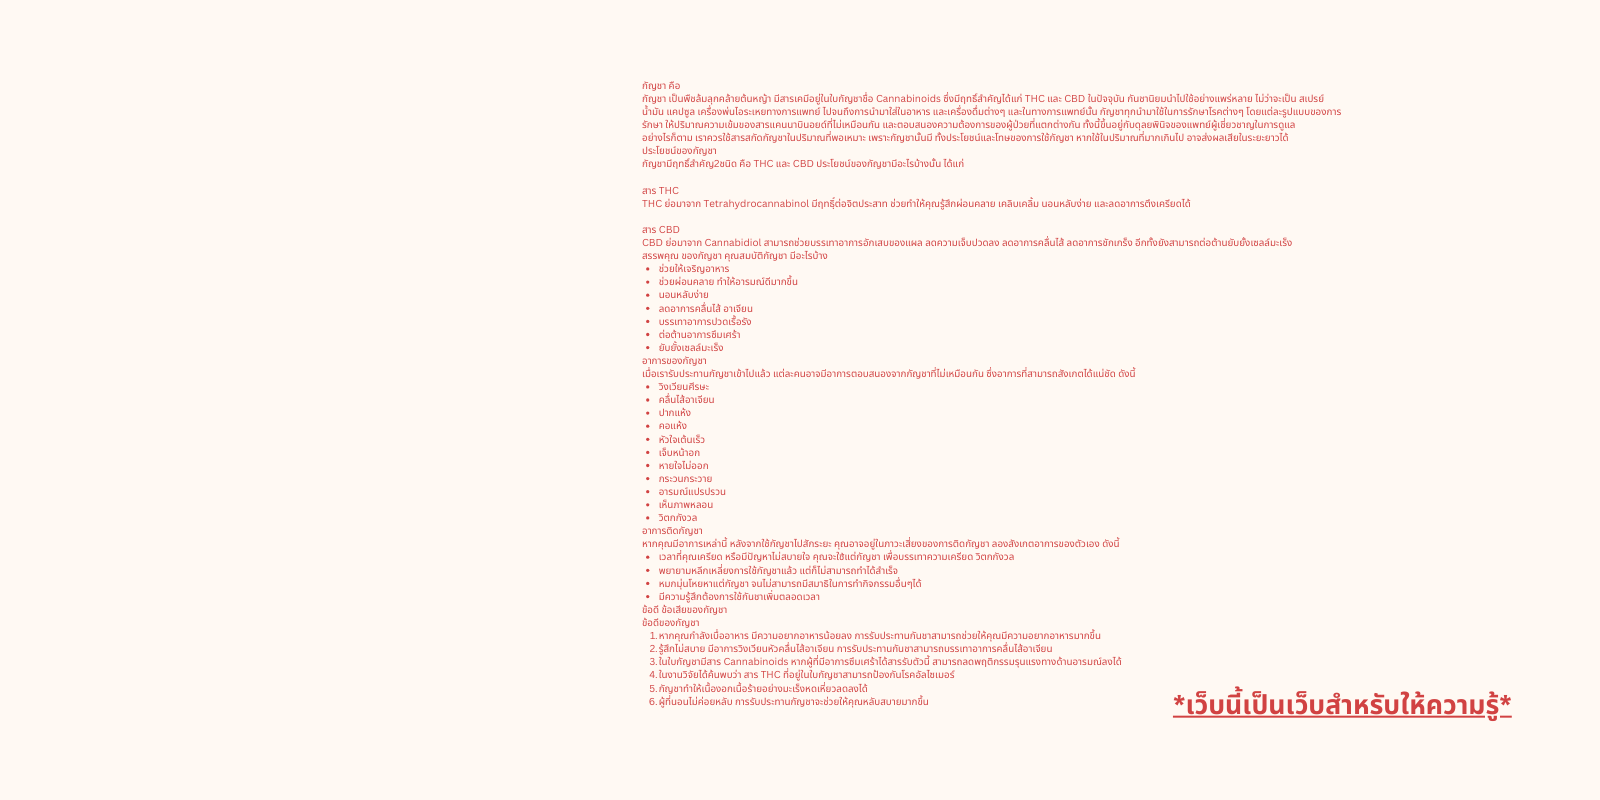 กัญชา คือ
กัญชา เป็นพืชล้มลุกคล้ายต้นหญ้า มีสารเคมีอยู่ในใบกัญชาชื่อ Cannabinoids ซึ่งมีฤทธิ์สำคัญได้แก่ THC และ CBD ในปัจจุบัน กันชานิยมนำไปใช้อย่างแพร่หลาย ไม่ว่าจะเป็น สเปรย์
น้ำมัน แคปซูล เครื่องพ่นไอระเหยทางการแพทย์ ไปจนถึงการนำมาใส่ในอาหาร และเครื่องดื่มต่างๆ และในทางการแพทย์นั้น กัญชาทุกนำมาใช้ในการรักษาโรคต่างๆ โดยแต่ละรูปแบบของการ
รักษา ให้ปริมาณความเข้มของสารแคนนาบินอยด์ที่ไม่เหมือนกัน และตอบสนองความต้องการของผู้ป่วยที่แตกต่างกัน ทั้งนี้ขึ้นอยู่กับดุลยพินิจของแพทย์ผู้เชี่ยวชาญในการดูแล
อย่างไรก็ตาม เราควรใช้สารสกัดกัญชาในปริมาณที่พอเหมาะ เพราะกัญชานั้นมี ทั้งประโยชน์และโทษของการใช้กัญชา หากใช้ในปริมาณที่มากเกินไป อาจส่งผลเสียในระยะยาวได้
ประโยชน์ของกัญชา
กัญชามีฤทธิ์สำคัญ2ชนิด คือ THC และ CBD ประโยชน์ของกัญชามีอะไรบ้างนั้น ได้แก่
สาร THC
THC ย่อมาจาก Tetrahydrocannabinol มีฤทธิ์ต่อจิตประสาท ช่วยทำให้คุณรู้สึกผ่อนคลาย เคลิบเคลิ้ม นอนหลับง่าย และลดอาการตึงเครียดได้
สาร CBD
CBD ย่อมาจาก Cannabidiol สามารถช่วยบรรเทาอาการอักเสบของแผล ลดความเจ็บปวดลง ลดอาการคลื่นไส้ ลดอาการชักเกร็ง อีกทั้งยังสามารถต่อต้านยับยั้งเซลล์มะเร็ง
สรรพคุณ ของกัญชา คุณสมบัติกัญชา มีอะไรบ้าง
• ช่วยให้เจริญอาหาร
• ช่วยผ่อนคลาย ทำให้อารมณ์ดีมากขึ้น
• นอนหลับง่าย
• ลดอาการคลื่นไส้ อาเจียน
• บรรเทาอาการปวดเรื้อรัง
• ต่อต้านอาการซึมเศร้า
• ยับยั้งเซลล์มะเร็ง
อาการของกัญชา
เมื่อเรารับประทานกัญชาเข้าไปแล้ว แต่ละคนอาจมีอาการตอบสนองจากกัญชาที่ไม่เหมือนกัน ซึ่งอาการที่สามารถสังเกตได้แน่ชัด ดังนี้
• วิงเวียนศีรษะ
• คลื่นไส้อาเจียน
• ปากแห้ง
• คอแห้ง
• หัวใจเต้นเร็ว
• เจ็บหน้าอก
• หายใจไม่ออก
• กระวนกระวาย
• อารมณ์แปรปรวน
• เห็นภาพหลอน
• วิตกกังวล
อาการติดกัญชา
หากคุณมีอาการเหล่านี้ หลังจากใช้กัญชาไปสักระยะ คุณอาจอยู่ในภาวะเสี่ยงของการติดกัญชา ลองสังเกตอาการของตัวเอง ดังนี้
• เวลาที่คุณเครียด หรือมีปัญหาไม่สบายใจ คุณจะใช้แต่กัญชา เพื่อบรรเทาความเครียด วิตกกังวล
• พยายามหลีกเหลี่ยงการใช้กัญชาแล้ว แต่ก็ไม่สามารถทำได้สำเร็จ
• หมกมุ่นโหยหาแต่กัญชา จนไม่สามารถมีสมาธิในการทำกิจกรรมอื่นๆได้
• มีความรู้สึกต้องการใช้กันชาเพิ่มตลอดเวลา
ข้อดี ข้อเสียของกัญชา
ข้อดีของกัญชา
1. หากคุณกำลังเบื่ออาหาร มีความอยากอาหารน้อยลง การรับประทานกันชาสามารถช่วยให้คุณมีความอยากอาหารมากขึ้น
2. รู้สึกไม่สบาย มีอาการวิงเวียนหัวคลื่นไส้อาเจียน การรับประทานกันชาสามารถบรรเทาอาการคลื่นไส้อาเจียน
3. ในใบกัญชามีสาร Cannabinoids หากผู้ที่มีอาการซึมเศร้าได้สารรับตัวนี้ สามารถลดพฤติกรรมรุนแรงทางด้านอารมณ์ลงได้
4. ในงานวิจัยได้ค้นพบว่า สาร THC ที่อยู่ในใบกัญชาสามารถป้องกันโรคอัลไซเมอร์
5. กัญชาทำให้เนื้องอกเนื้อร้ายอย่างมะเร็งหดเหี่ยวลดลงได้
6. ผู้ที่นอนไม่ค่อยหลับ การรับประทานกัญชาจะช่วยให้คุณหลับสบายมากขึ้น
*เว็บนี้เป็นเว็บสำหรับให้ความรู้*